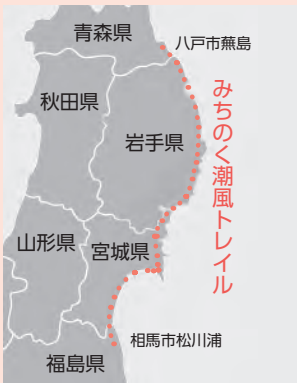 青森県
八戸市蕪島
秋田県
岩手県
みちのく潮風トレイル
山形県
宮城県
相馬市松川浦
福島県